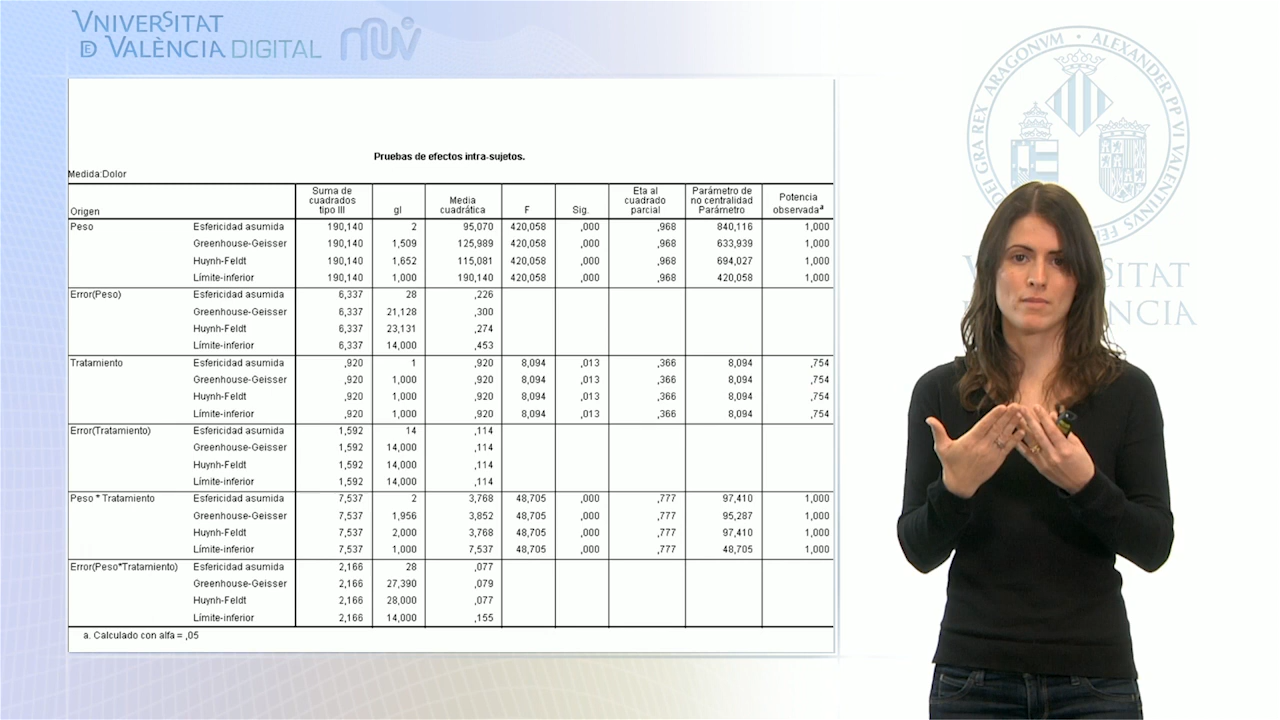 VNIVERSITAT
DE VALÈNCIA DIGITAL
Pruebas de efectos intra-sujetos.
Medida:Dolor
Origen Suma de cuadrados tipo III gl Media cuadrática F Sig. Eta al cuadrado parcial Parámetro de no centralidad Parámetro Potencia observadaª
Peso Esfericidad asumida 190,140 2 95,070 420,058 ,000 ,968 840,116 1,000
Greenhouse-Geisser 190,140 1,509 125,989 420,058 ,000 ,968 633,939 1,000
Huynh-Feldt 190,140 1,652 115,081 420,058 ,000 ,968 694,027 1,000
Límite-inferior 190,140 1,000 190,140 420,058 ,000 ,968 420,058 1,000
Error(Peso) Esfericidad asumida 6,337 28 ,226
Greenhouse-Geisser 6,337 21,128 ,300
Huynh-Feldt 6,337 23,131 ,274
Límite-inferior 6,337 14,000 ,453
Tratamiento Esfericidad asumida ,920 1 ,920 8,094 ,013 ,366 8,094 ,754
Greenhouse-Geisser ,920 1,000 ,920 8,094 ,013 ,366 8,094 ,754
Huynh-Feldt ,920 1,000 ,920 8,094 ,013 ,366 8,094 ,754
Límite-inferior ,920 1,000 ,920 8,094 ,013 ,366 8,094 ,754
Error(Tratamiento) Esfericidad asumida 1,592 14 ,114
Greenhouse-Geisser 1,592 14,000 ,114
Huynh-Feldt 1,592 14,000 ,114
Límite-inferior 1,592 14,000 ,114
Peso * Tratamiento Esfericidad asumida 7,537 2 3,768 48,705 ,000 ,777 97,410 1,000
Greenhouse-Geisser 7,537 1,956 3,852 48,705 ,000 ,777 95,287 1,000
Huynh-Feldt 7,537 2,000 3,768 48,705 ,000 ,777 97,410 1,000
Límite-inferior 7,537 1,000 7,537 48,705 ,000 ,777 48,705 1,000
Error(Peso*Tratamiento) Esfericidad asumida 2,166 28 ,077
Greenhouse-Geisser 2,166 27,390 ,079
Huynh-Feldt 2,166 28,000 ,077
Límite-inferior 2,166 14,000 ,155
a. Calculado con alfa = ,05
DEI GRA REX ARAGONVM • ALEXANDER PP VI VALENTINVS